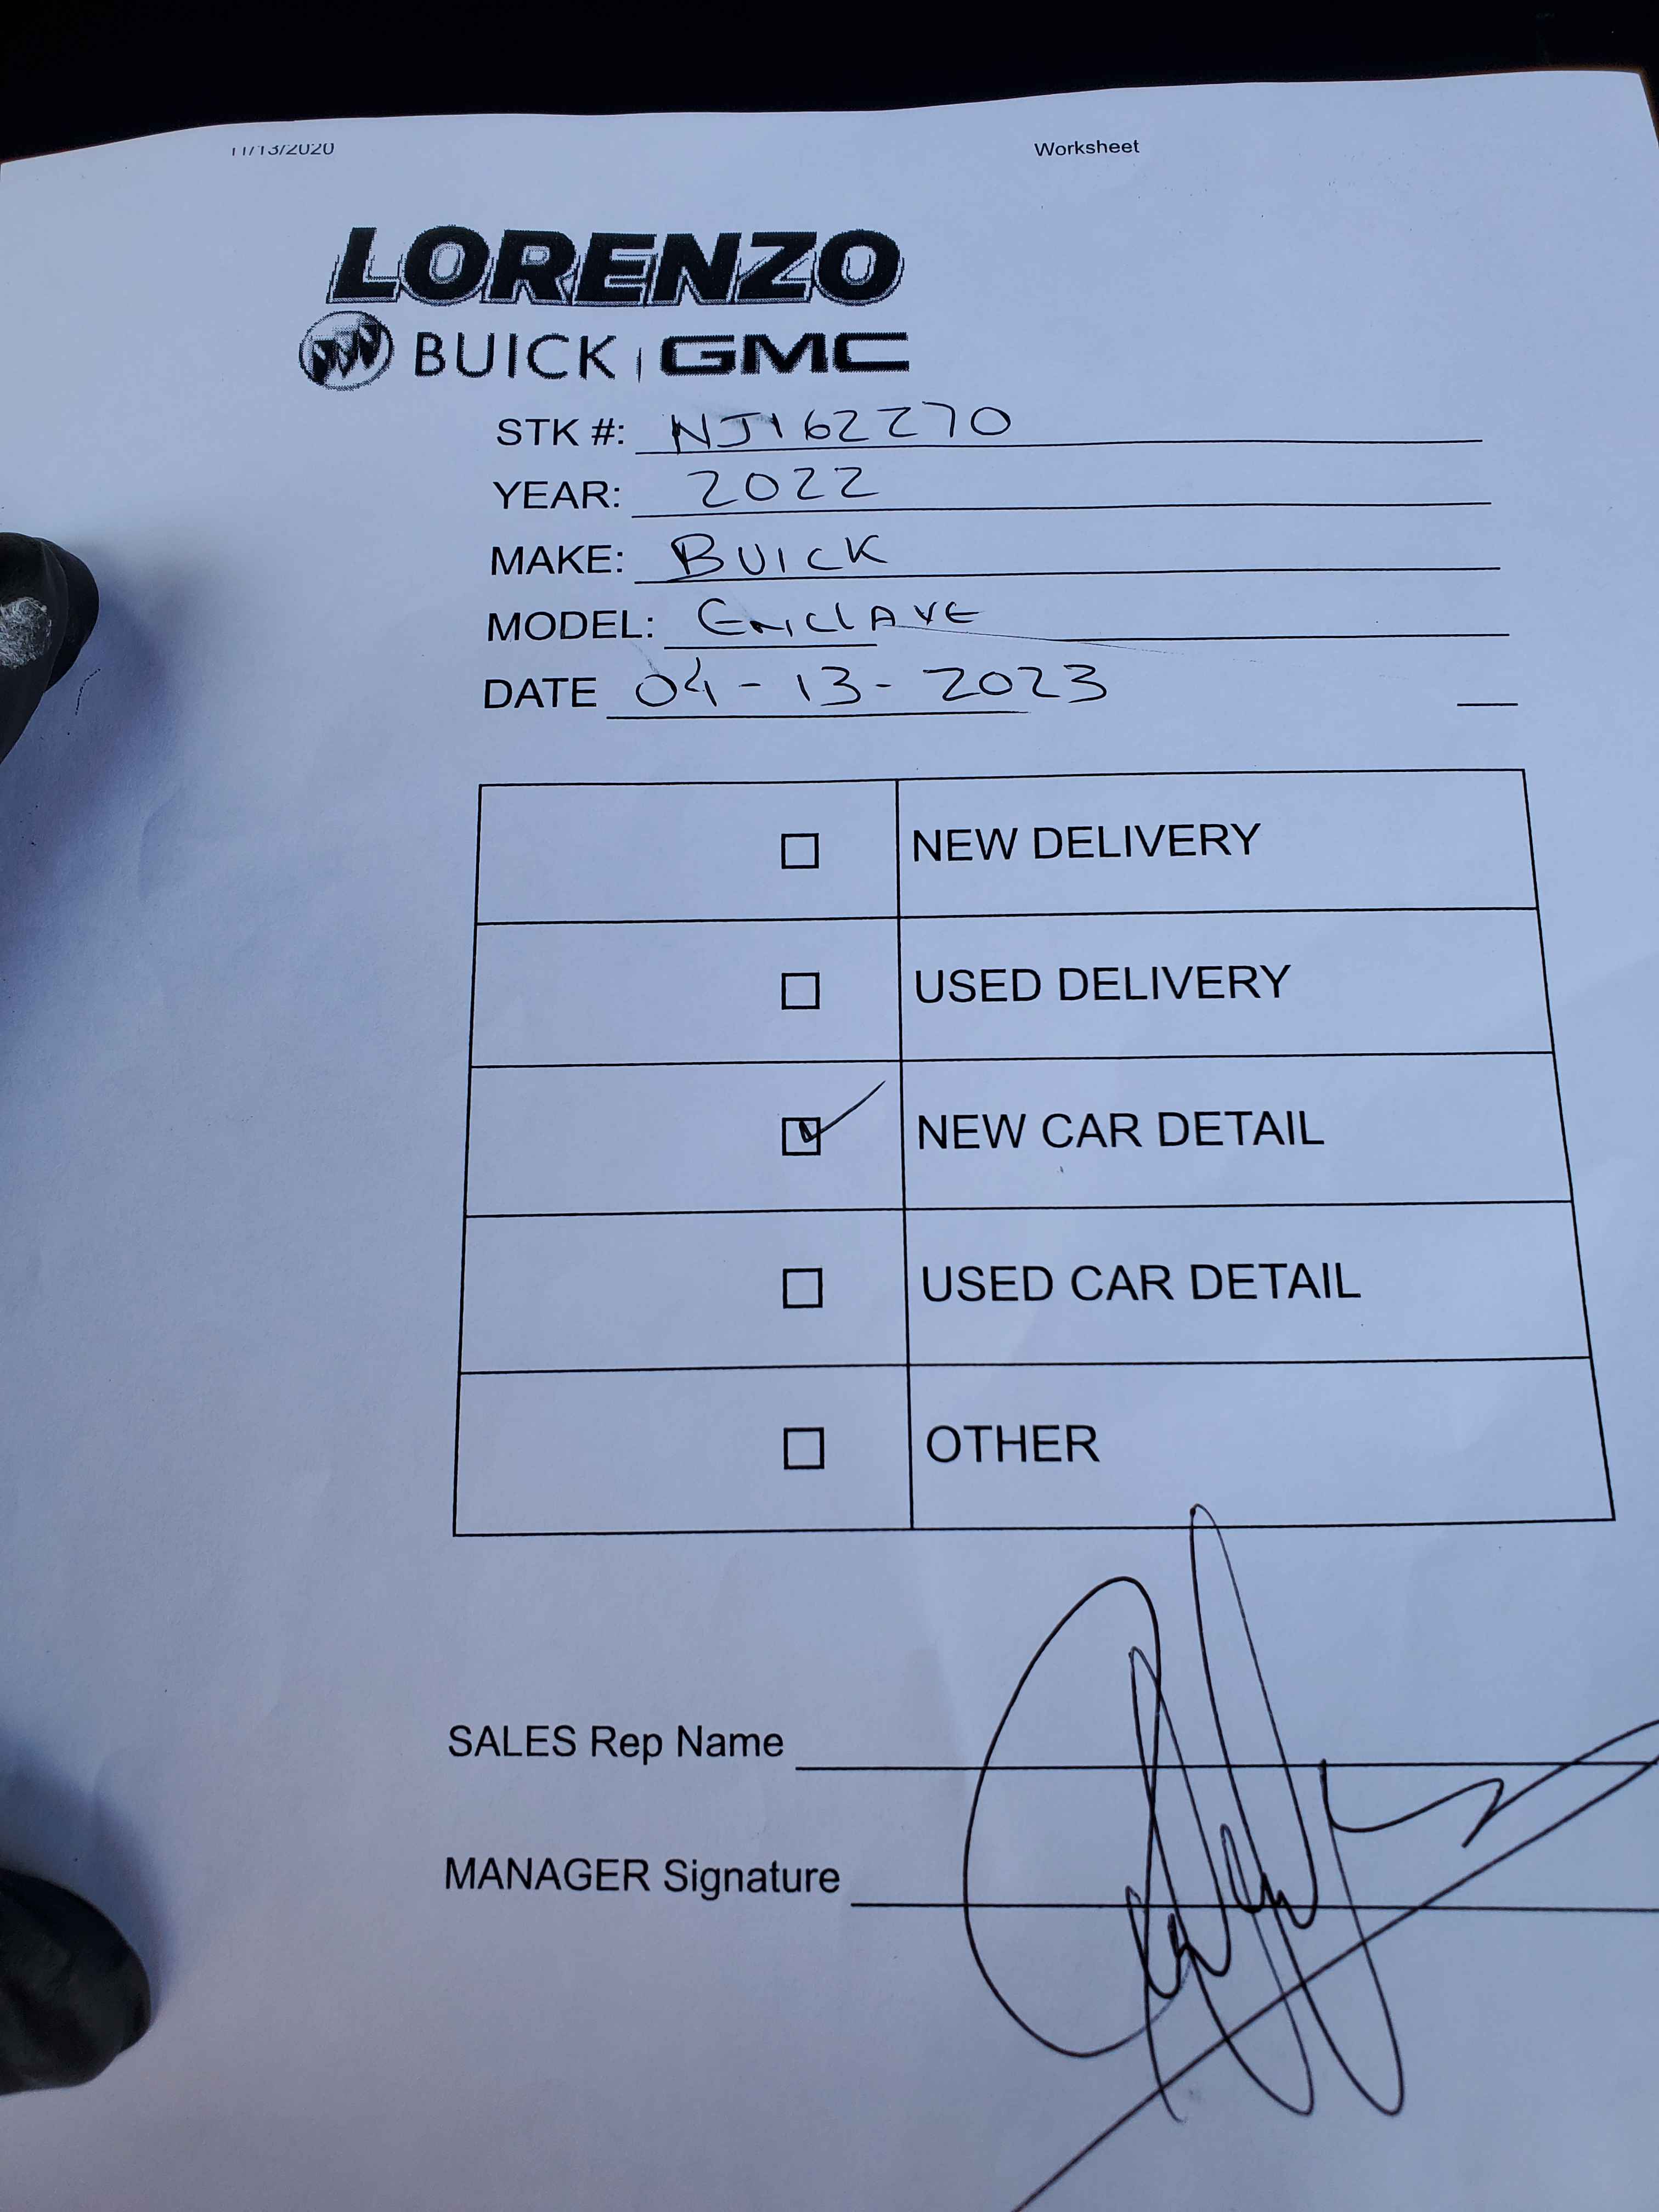 11/13/2020 Worksheet
LORENZO
BUICK | GMC
STK #: NJ162270
YEAR: 2022
MAKE: BUICK
MODEL: ENClAVE
DATE 04-13-2023
NEW DELIVERY
USED DELIVERY
NEW CAR DETAIL
USED CAR DETAIL
OTHER
SALES Rep Name
MANAGER Signature